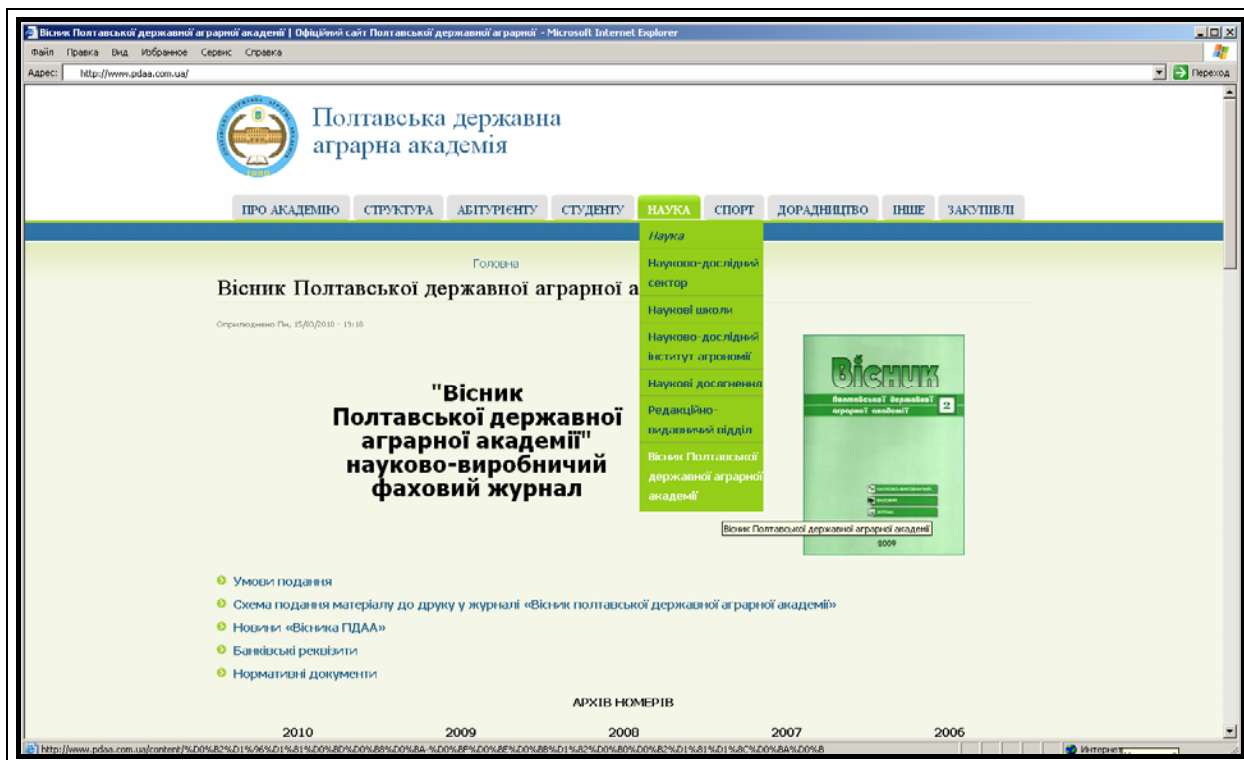 Вісник Полтавської державної аграрної академії | Офіційний сайт Полтавської державної аграрної - Microsoft Internet Explorer
Файл Правка Вид Избранное Сервис Справка
Адрес: http://www.pdaa.com.ua/ Переход
Полтавська державна
аграрна академія
ПРО АКАДЕМІЮ СТРУКТУРА АБІТУРІЄНТУ СТУДЕНТУ НАУКА СПОРТ ДОРАДНИЦТВО ІНШЕ ЗАКУПІВЛІ
Наука
Науково-дослідний
сектор
Наукові школи
Науково-дослідний
інститут агрономії
Наукові досягнення
Редакційно-
видавничий відділ
Вісник Полтавської
державної аграрної
академії
Головна
Вісник Полтавської державної аграрної а
Оприлюднено Пн, 15/03/2010 - 19:18
"Вісник
Полтавської державної
аграрної академії"
науково-виробничий
фаховий журнал
Вісник
Полтавської державної
аграрної академії 2
2009
Вісник Полтавської державної аграрної академії
Умови подання
Схема подання матеріалу до друку у журналі «Вісник полтавської державної аграрної академії»
Новини «Вісника ПДАА»
Банківські реквізити
Нормативні документи
АРХІВ НОМЕРІВ
2010 2009 2008 2007 2006
Интернет